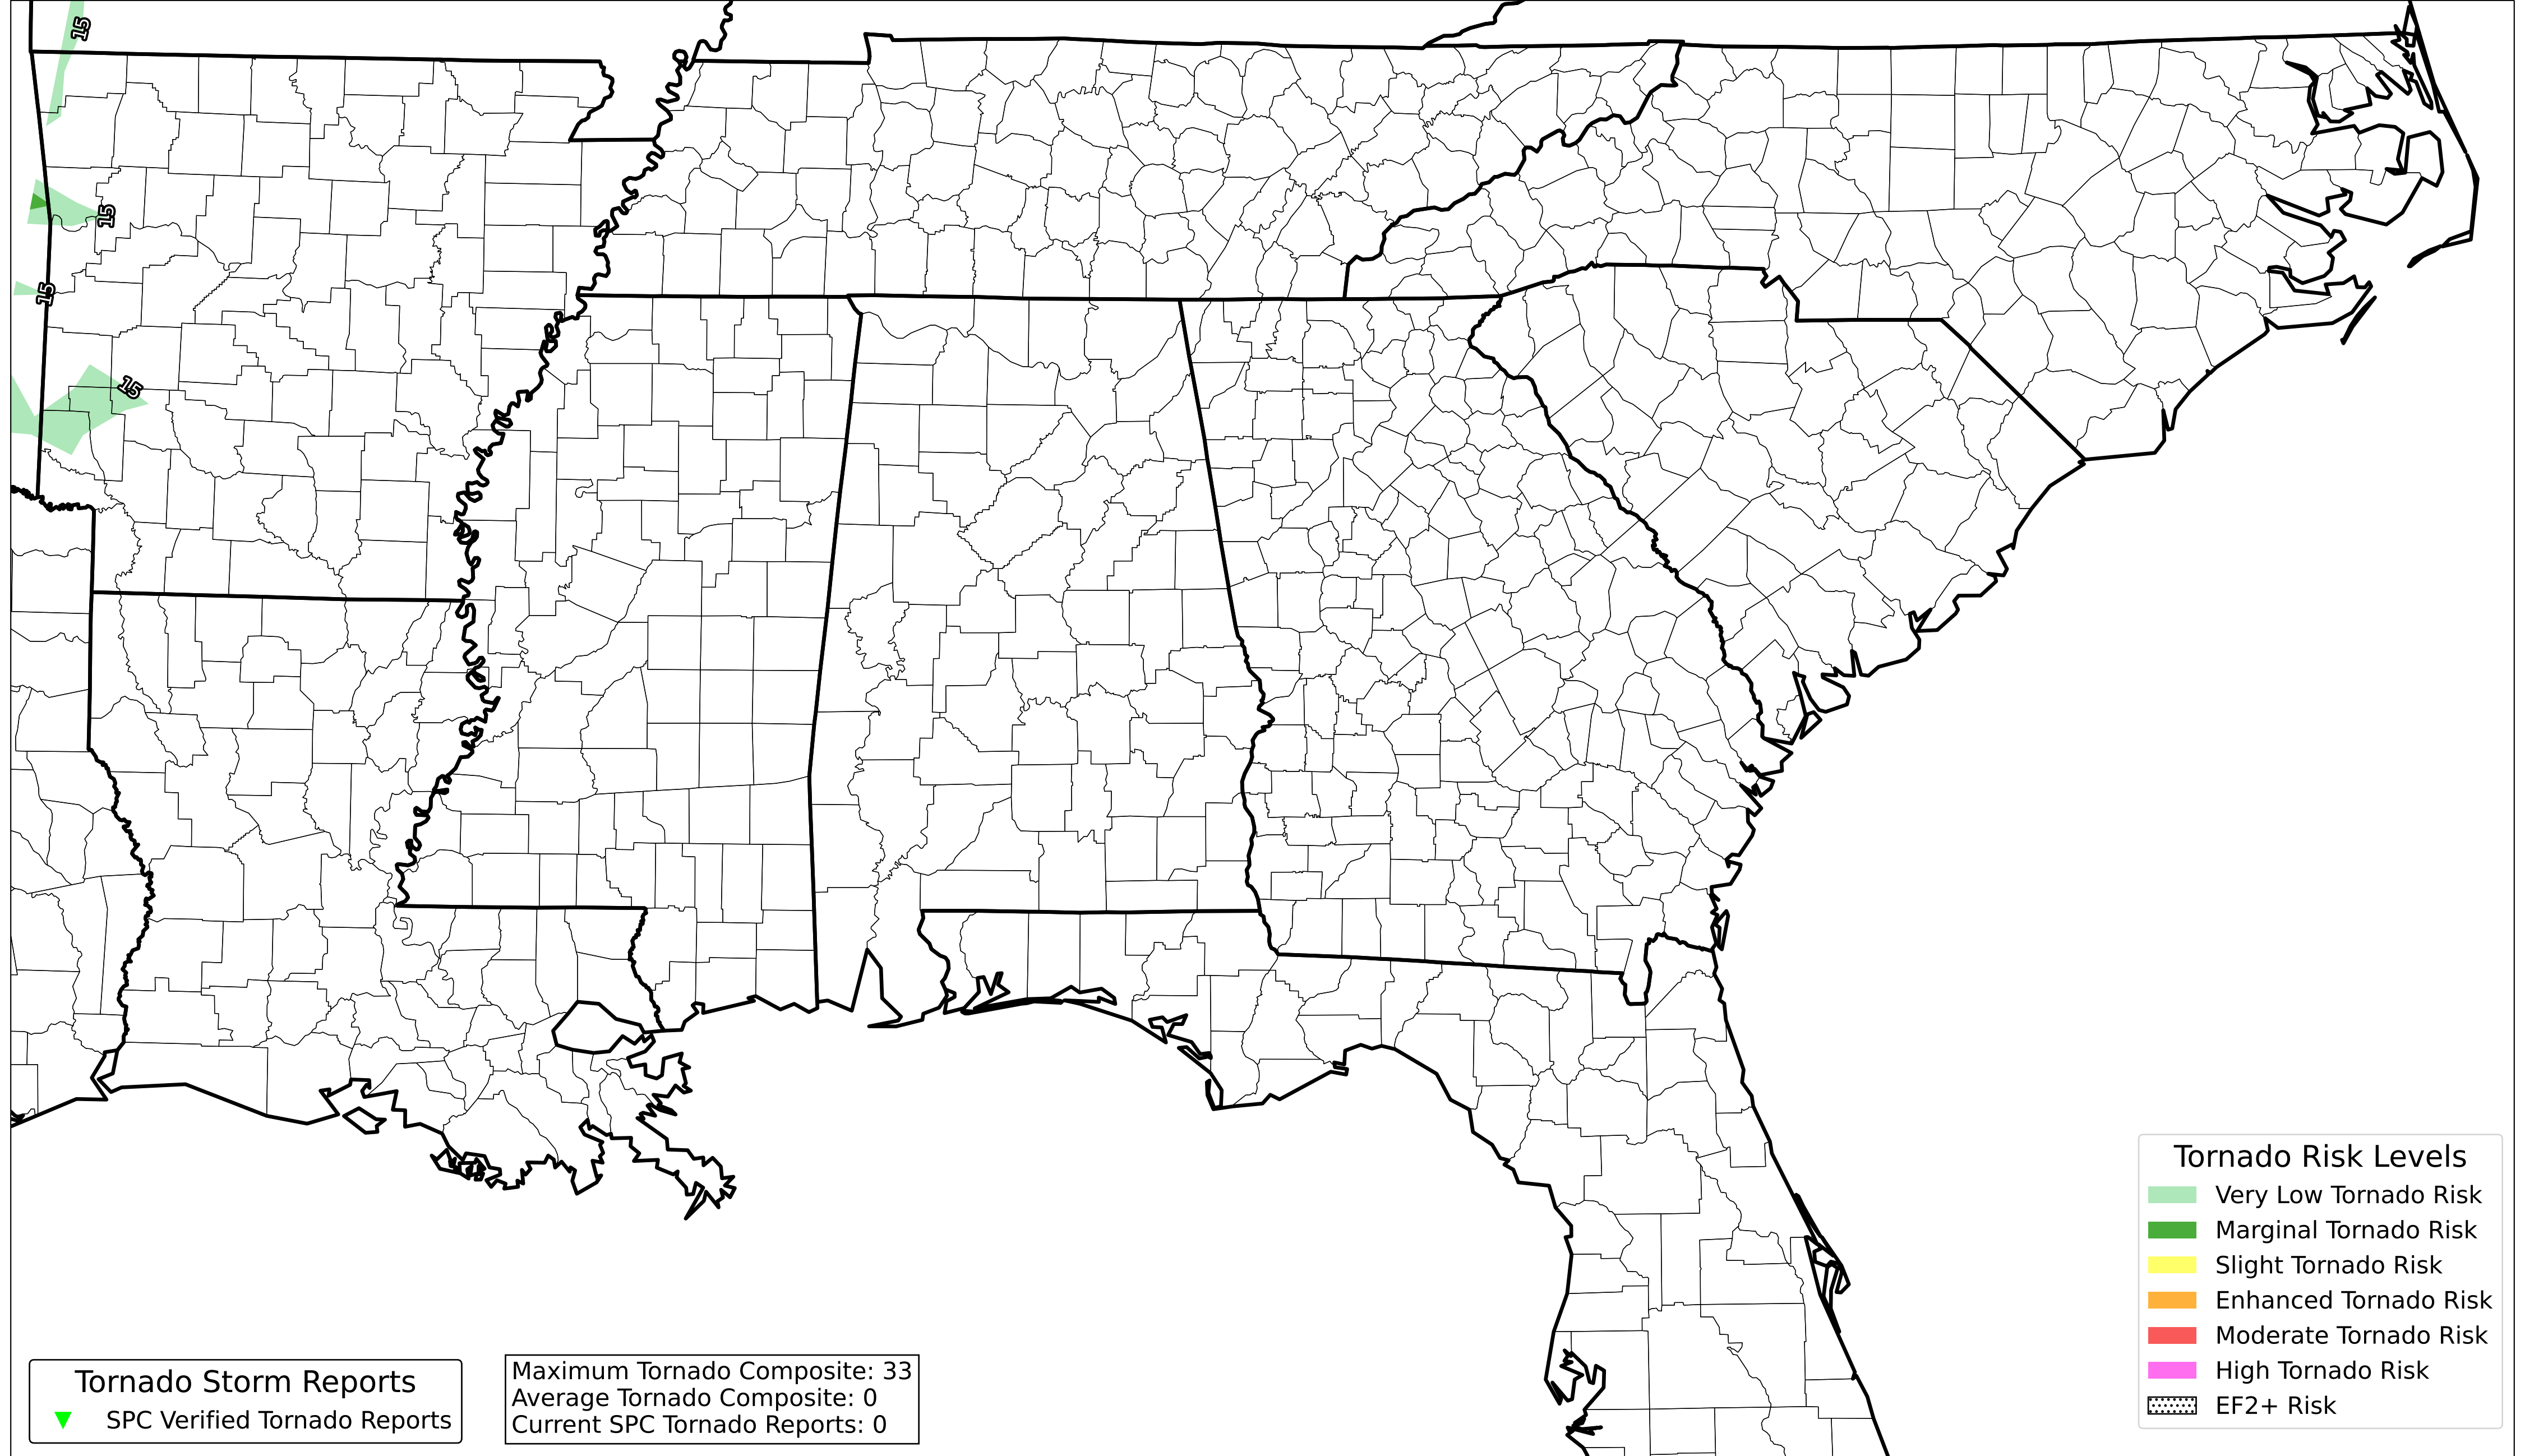 15
15
15
15
Tornado Risk Levels
Very Low Tornado Risk
Marginal Tornado Risk
Slight Tornado Risk
Enhanced Tornado Risk
Moderate Tornado Risk
High Tornado Risk
EF2+ Risk
Tornado Storm Reports
SPC Verified Tornado Reports
Maximum Tornado Composite: 33
Average Tornado Composite: 0
Current SPC Tornado Reports: 0